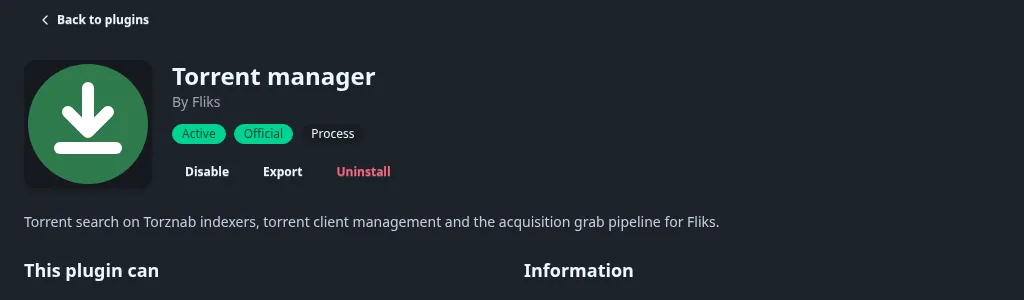 Back to plugins
Torrent manager
By Fliks
Active Official Process
Disable Export Uninstall
Torrent search on Torznab indexers, torrent client management and the acquisition grab pipeline for Fliks.
This plugin can Information